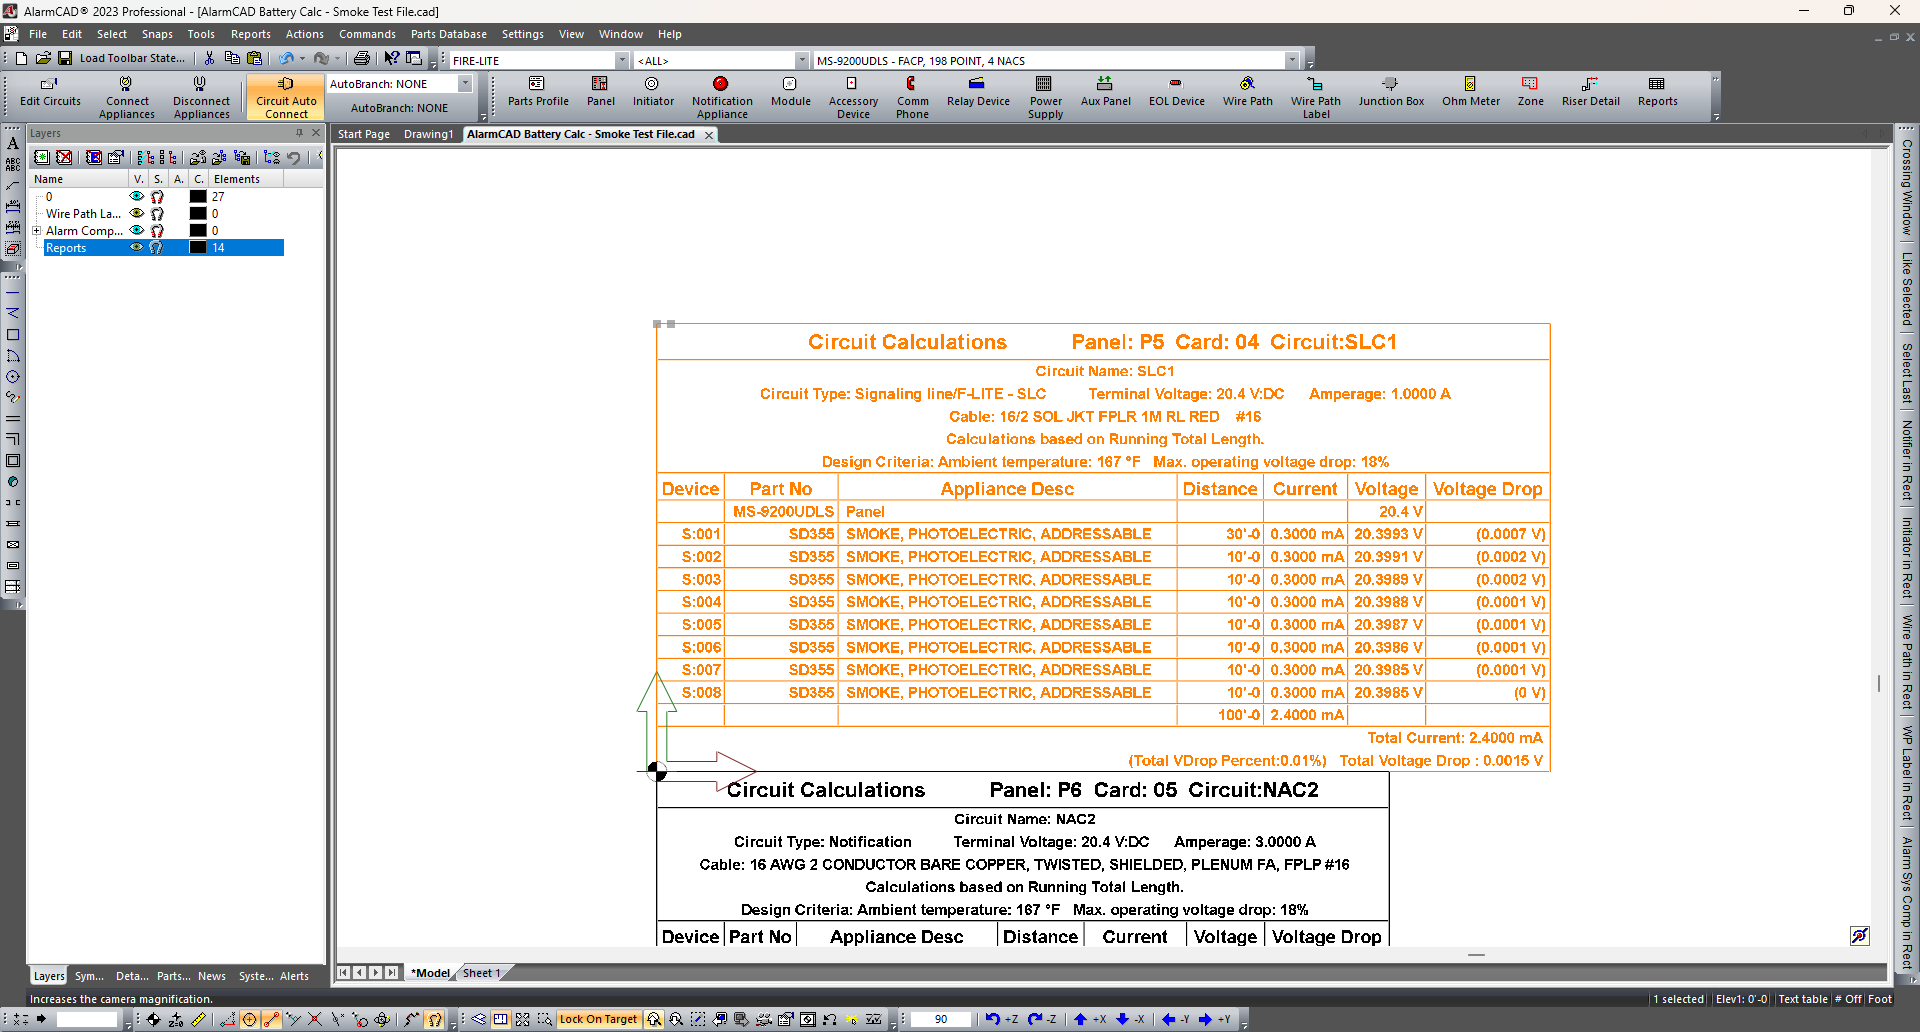 AlarmCAD® 2023 Professional - [AlarmCAD Battery Calc - Smoke Test File.cad]
File Edit Select Snaps Tools Reports Actions Commands Parts Database Settings View Window Help
Load Toolbar State... FIRE-LITE <ALL> MS-9200UDLS - FACP, 198 POINT, 4 NACS
Edit Circuits Connect Appliances Disconnect Appliances Circuit Auto Connect AutoBranch: NONE AutoBranch: NONE Parts Profile Panel Initiator Notification Appliance Module Accessory Device Comm Phone Relay Device Power Supply Aux Panel EOL Device Wire Path Wire Path Label Junction Box Ohm Meter Zone Riser Detail Reports
Layers
Start Page Drawing1 AlarmCAD Battery Calc - Smoke Test File.cad
Name V. S. A. C. Elements
0 27
Wire Path La... 0
Alarm Comp... 0
Reports 14
Circuit Calculations Panel: P5 Card: 04 Circuit:SLC1
Circuit Name: SLC1
Circuit Type: Signaling line/F-LITE - SLC Terminal Voltage: 20.4 V:DC Amperage: 1.0000 A
Cable: 16/2 SOL JKT FPLR 1M RL RED #16
Calculations based on Running Total Length.
Design Criteria: Ambient temperature: 167 °F Max. operating voltage drop: 18%
Device Part No Appliance Desc Distance Current Voltage Voltage Drop
MS-9200UDLS Panel 20.4 V
S:001 SD355 SMOKE, PHOTOELECTRIC, ADDRESSABLE 30'-0 0.3000 mA 20.3993 V (0.0007 V)
S:002 SD355 SMOKE, PHOTOELECTRIC, ADDRESSABLE 10'-0 0.3000 mA 20.3991 V (0.0002 V)
S:003 SD355 SMOKE, PHOTOELECTRIC, ADDRESSABLE 10'-0 0.3000 mA 20.3989 V (0.0002 V)
S:004 SD355 SMOKE, PHOTOELECTRIC, ADDRESSABLE 10'-0 0.3000 mA 20.3988 V (0.0001 V)
S:005 SD355 SMOKE, PHOTOELECTRIC, ADDRESSABLE 10'-0 0.3000 mA 20.3987 V (0.0001 V)
S:006 SD355 SMOKE, PHOTOELECTRIC, ADDRESSABLE 10'-0 0.3000 mA 20.3986 V (0.0001 V)
S:007 SD355 SMOKE, PHOTOELECTRIC, ADDRESSABLE 10'-0 0.3000 mA 20.3985 V (0.0001 V)
S:008 SD355 SMOKE, PHOTOELECTRIC, ADDRESSABLE 10'-0 0.3000 mA 20.3985 V (0 V)
100'-0 2.4000 mA
Total Current: 2.4000 mA
(Total VDrop Percent:0.01%) Total Voltage Drop : 0.0015 V
Circuit Calculations Panel: P6 Card: 05 Circuit:NAC2
Circuit Name: NAC2
Circuit Type: Notification Terminal Voltage: 20.4 V:DC Amperage: 3.0000 A
Cable: 16 AWG 2 CONDUCTOR BARE COPPER, TWISTED, SHIELDED, PLENUM FA, FPLP #16
Calculations based on Running Total Length.
Design Criteria: Ambient temperature: 167 °F Max. operating voltage drop: 18%
Device Part No Appliance Desc Distance Current Voltage Voltage Drop
Crossing Window
Like Selected
Select Last
Notifier in Rect
Initiator in Rect
Wire Path in Rect
WP Label in Rect
Alarm Sys Comp in Rect
Layers Sym... Deta... Parts... News Syste... Alerts
*Model Sheet 1
Increases the camera magnification.
1 selected Elev1: 0'-0 Text table # Off Foot
Lock On Target 90 +Z -Z +X -X -Y +Y